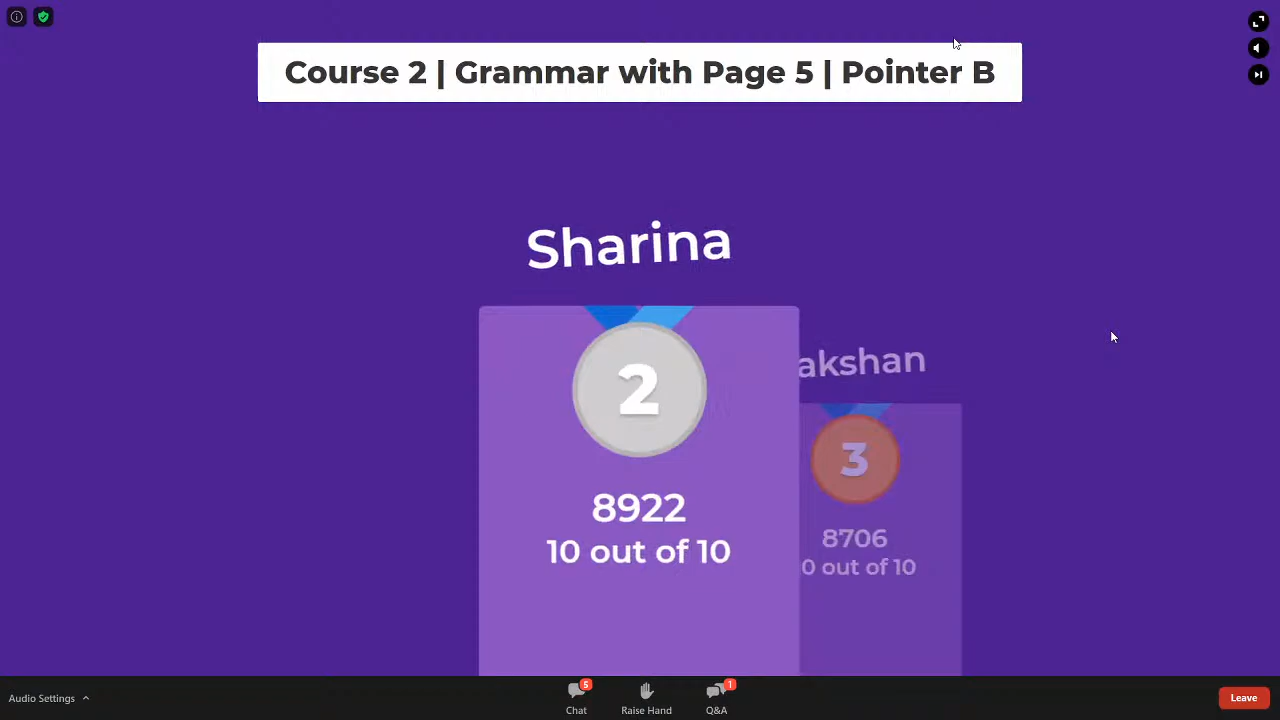 Course 2 | Grammar with Page 5 | Pointer B
Sharina
2
8922
10 out of 10
akshan
3
8706
0 out of 10
Audio Settings
5
Chat
Raise Hand
1
Q&A
Leave